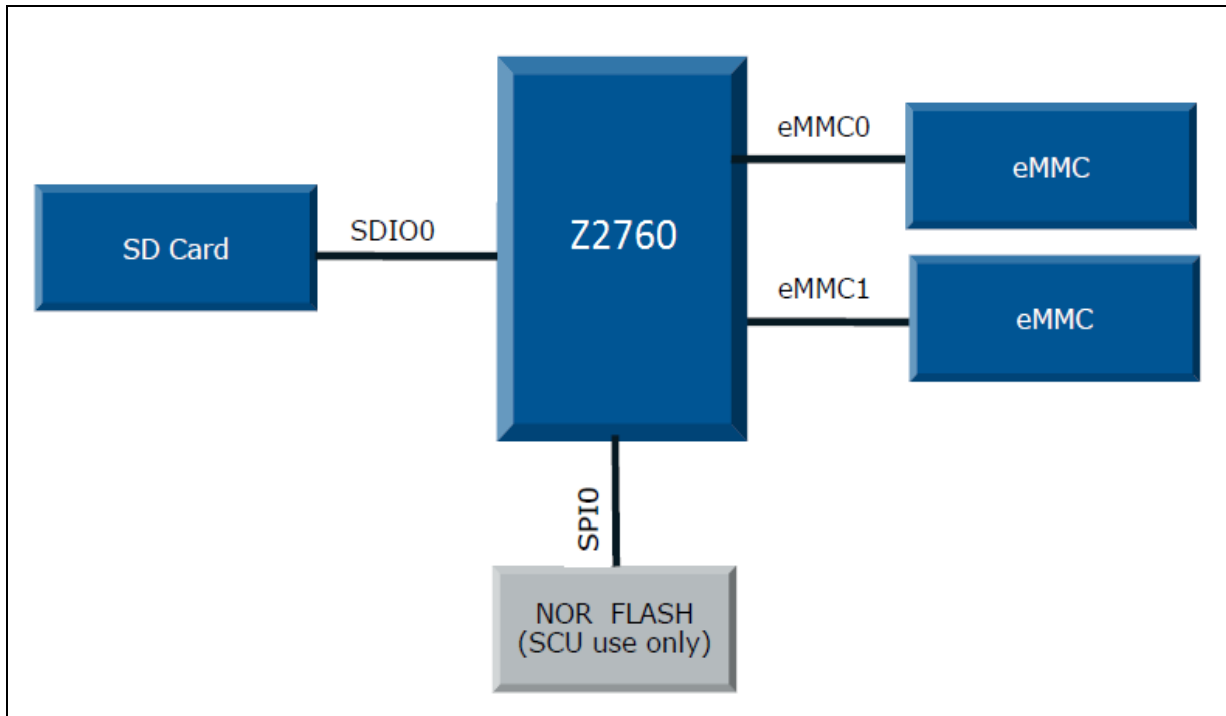 eMMC0
eMMC
SD Card
SDIO0
Z2760
eMMC1
eMMC
SPI0
NOR FLASH
(SCU use only)